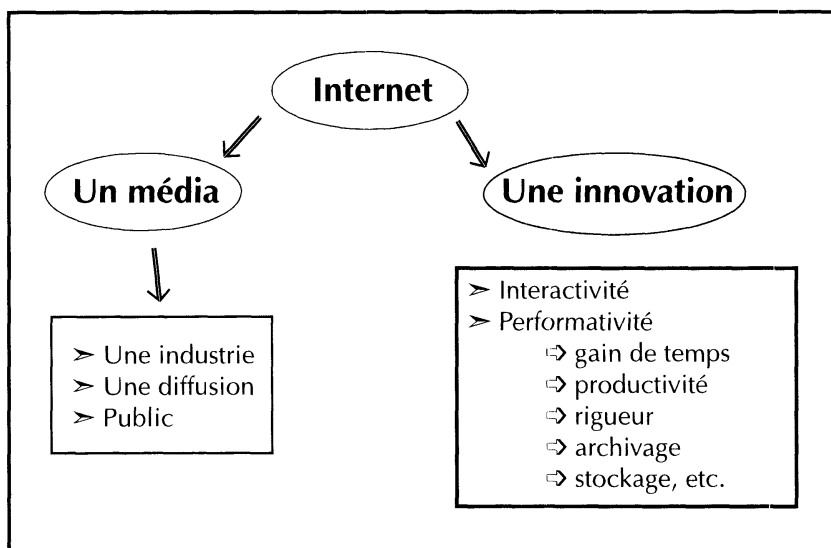 Internet
Un média
Une innovation
➣ Une industrie
➣ Une diffusion
➣ Public
➣ Interactivité
➣ Performativité
➩ gain de temps
➩ productivité
➩ rigueur
➩ archivage
➩ stockage, etc.